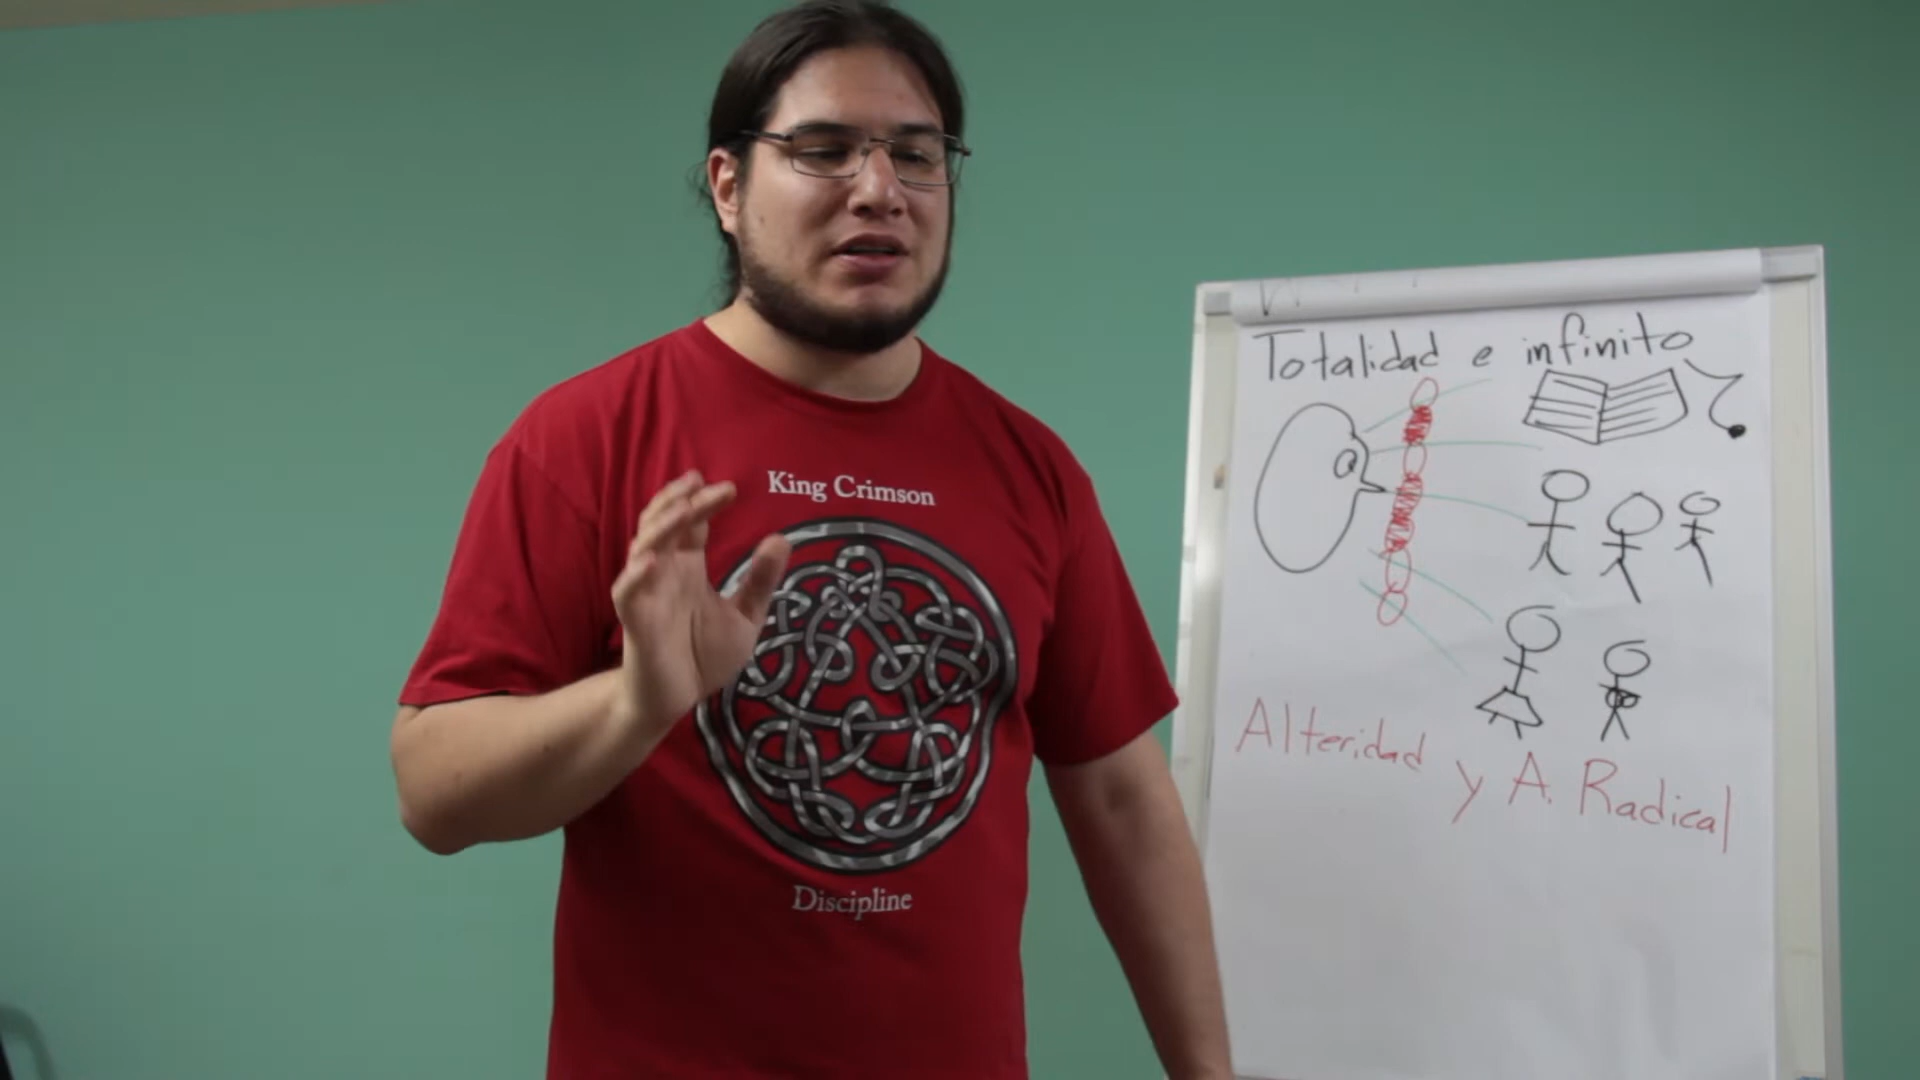 King Crimson
Discipline
Totalidad e infinito
Alteridad y A. Radical